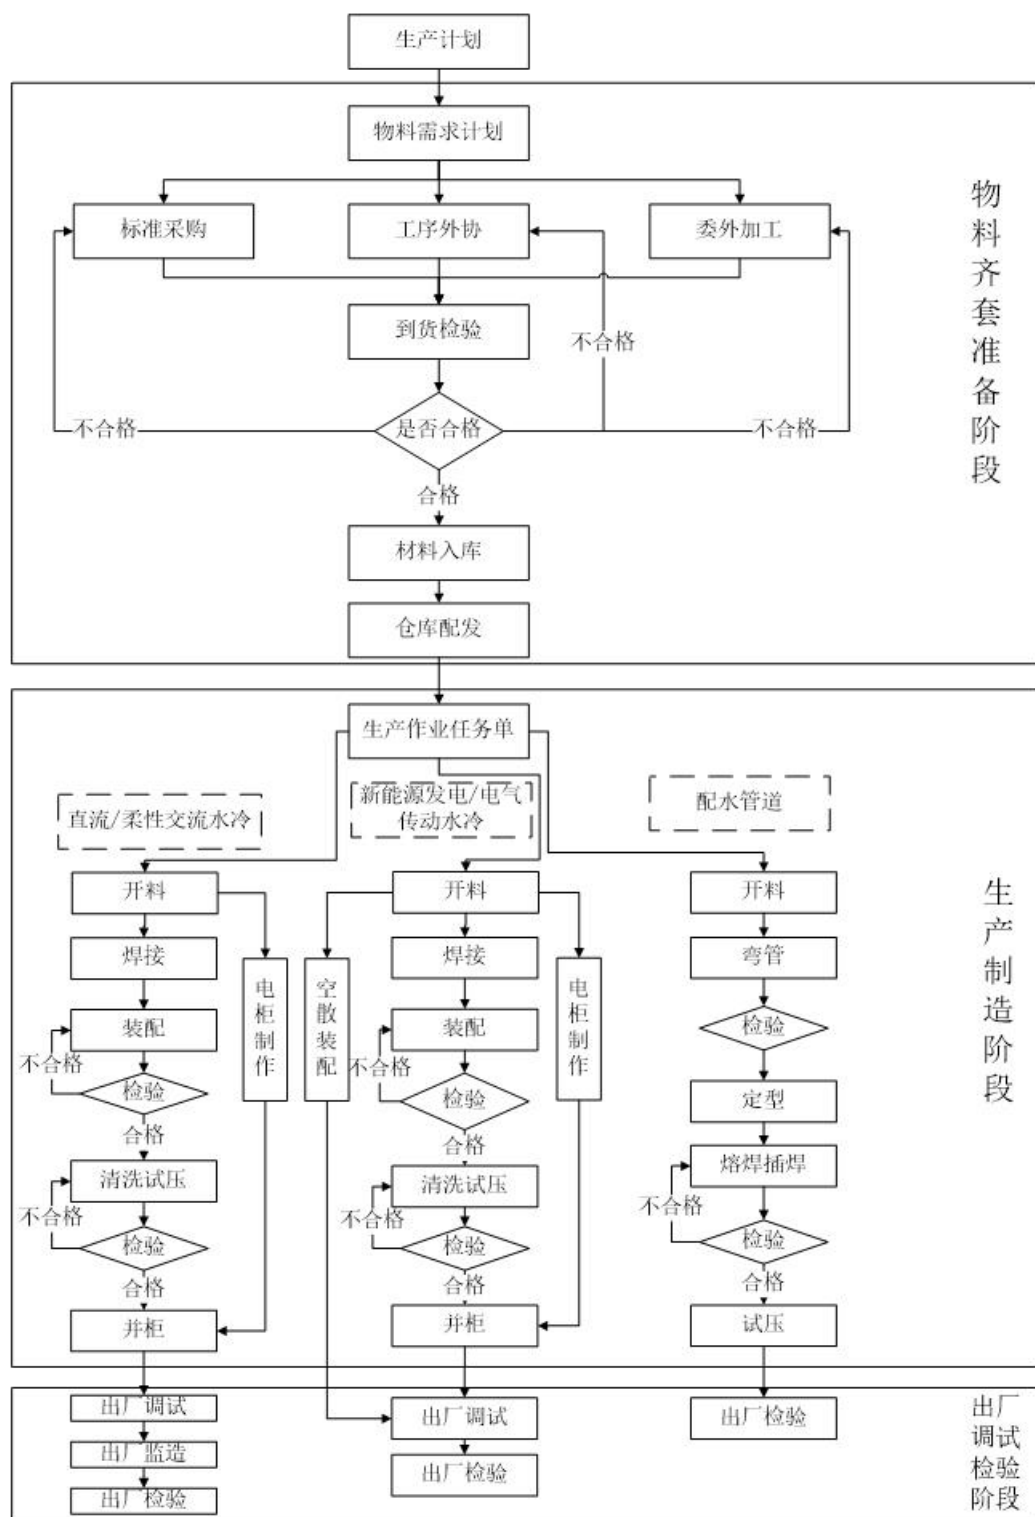 生产计划
物料需求计划
物料齐套准备阶段
标准采购
工序外协
委外加工
到货检验
不合格
不合格
是否合格
不合格
合格
材料入库
仓库配发
生产作业任务单
直流/柔性交流水冷
新能源发电/电气
传动水冷
配水管道
生产制造阶段
开料
焊接
电柜制作
装配
不合格
检验
合格
清洗试压
不合格
检验
合格
并柜
开料
空散装配
焊接
电柜制作
装配
不合格
检验
合格
清洗试压
不合格
检验
合格
并柜
开料
弯管
检验
定型
熔焊插焊
不合格
检验
合格
试压
出厂调试
出厂监造
出厂检验
出厂调试
出厂检验
出厂检验
出厂
调试
检验
阶段